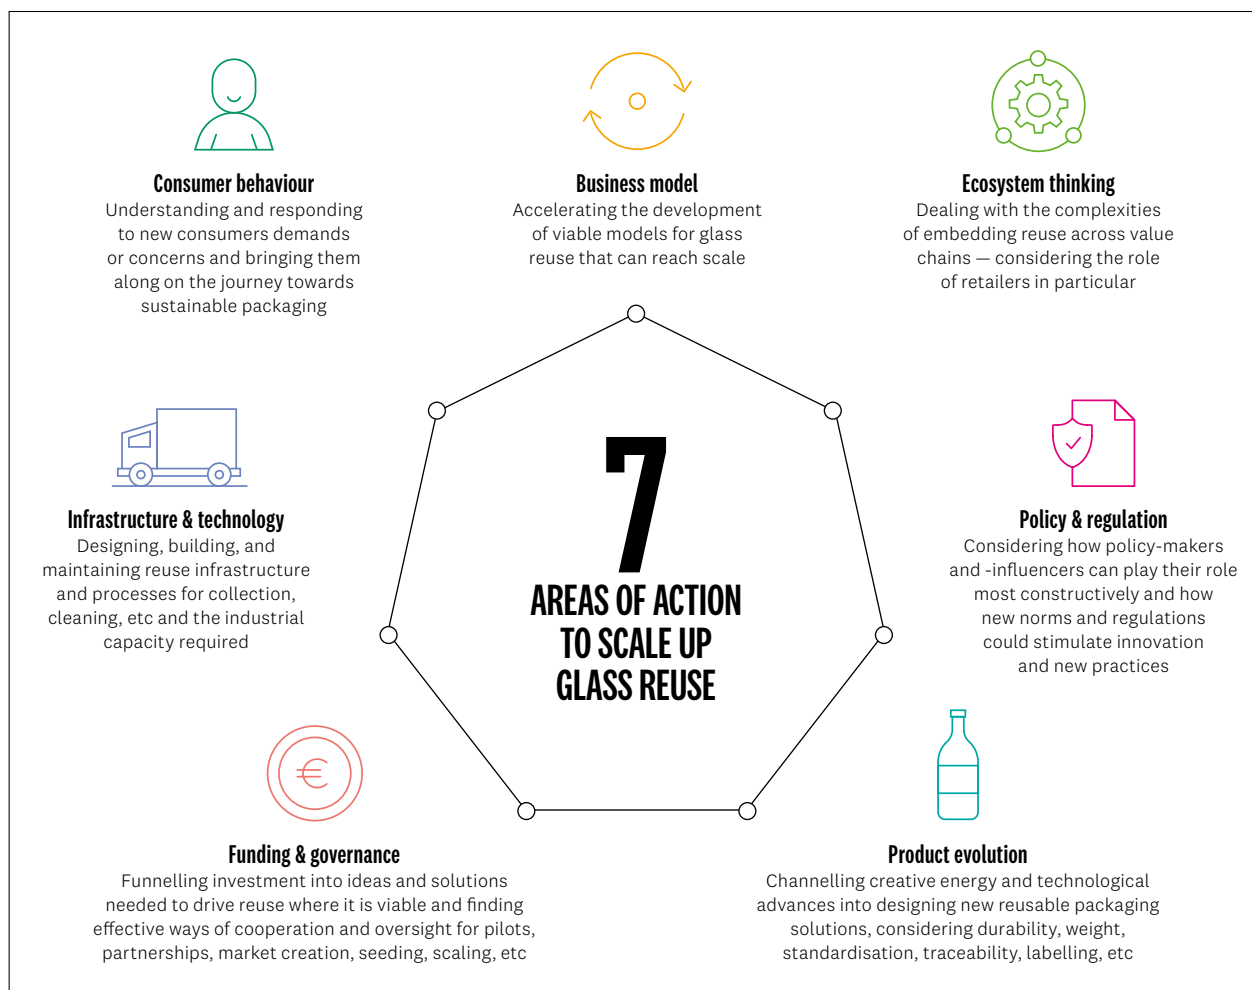 Consumer behaviour
Understanding and responding
to new consumers demands
or concerns and bringing them
along on the journey towards
sustainable packaging
Business model
Accelerating the development
of viable models for glass
reuse that can reach scale
Ecosystem thinking
Dealing with the complexities
of embedding reuse across value
chains — considering the role
of retailers in particular
Infrastructure & technology
Designing, building, and
maintaining reuse infrastructure
and processes for collection,
cleaning, etc and the industrial
capacity required
7
AREAS OF ACTION
TO SCALE UP
GLASS REUSE
Policy & regulation
Considering how policy-makers
and -influencers can play their role
most constructively and how
new norms and regulations
could stimulate innovation
and new practices
€
Funding & governance
Funnelling investment into ideas and solutions
needed to drive reuse where it is viable and finding
effective ways of cooperation and oversight for pilots,
partnerships, market creation, seeding, scaling, etc
Product evolution
Channelling creative energy and technological
advances into designing new reusable packaging
solutions, considering durability, weight,
standardisation, traceability, labelling, etc